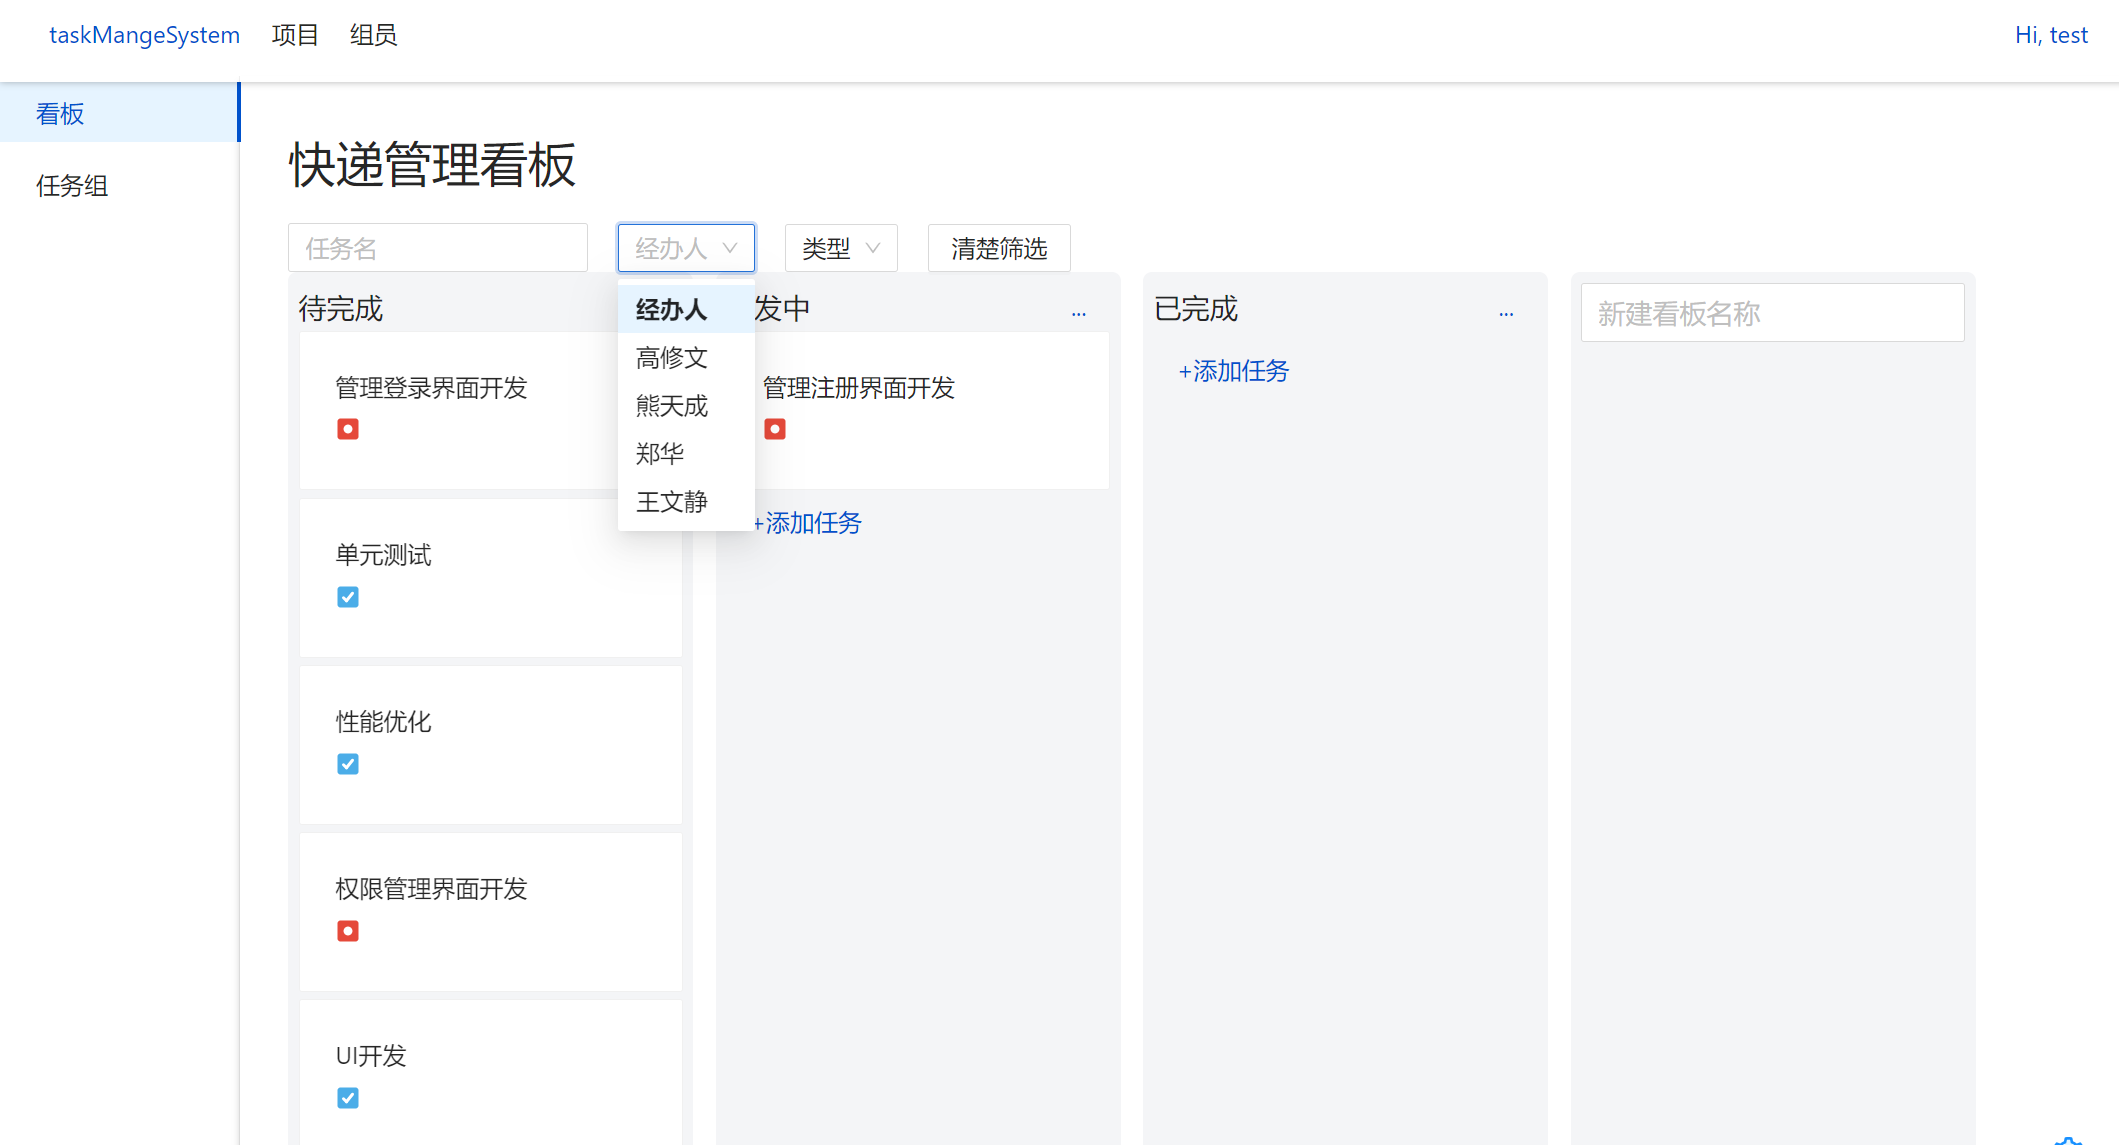 taskMangeSystem 项目 组员 Hi, test
看板
任务组
快递管理看板
任务名 经办人 类型 清楚筛选
经办人
高修文
熊天成
郑华
王文静
待完成
管理登录界面开发
单元测试
性能优化
权限管理界面开发
UI开发
发中 ...
管理注册界面开发
+添加任务
已完成 ...
+添加任务
新建看板名称